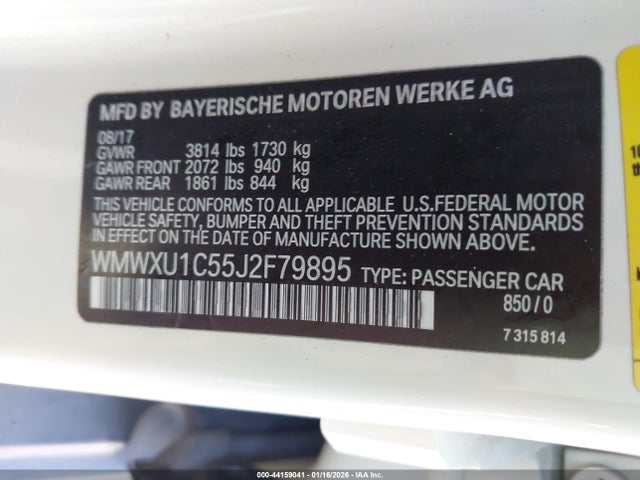 MFD BY BAYERISCHE MOTOREN WERKE AG
08/17
GVWR 3814 lbs 1730 kg
GAWR FRONT 2072 lbs 940 kg
GAWR REAR 1861 lbs 844 kg
THIS VEHICLE CONFORMS TO ALL APPLICABLE U.S.FEDERAL MOTOR
VEHICLE SAFETY, BUMPER AND THEFT PREVENTION STANDARDS
IN EFFECT ON THE DATE OF MANUFACTURE SHOWN ABOVE.
WMWXU1C55J2F79895 TYPE: PASSENGER CAR
850/0
7 315 814
000-44159041 - 01/16/2026 - IAAI.COM